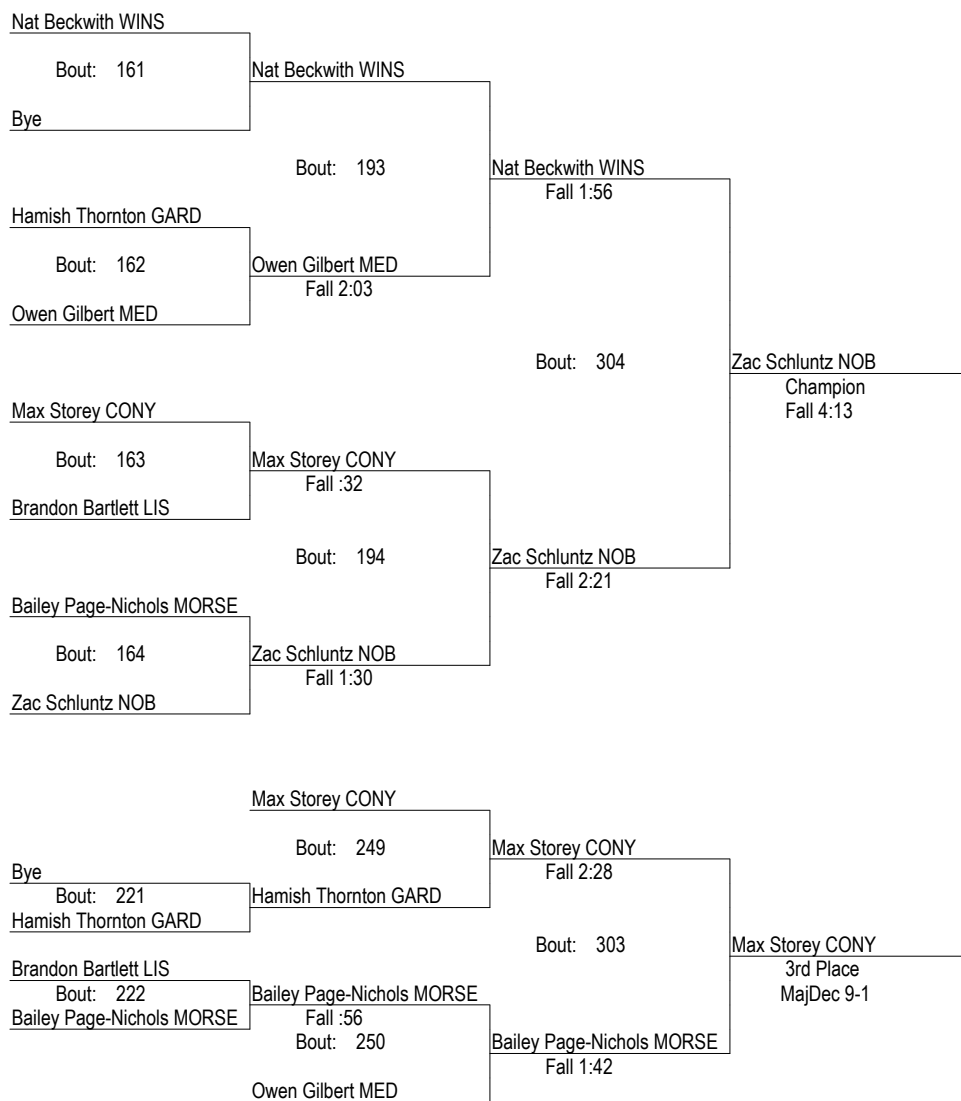 Nat Beckwith WINS
Bout: 161
Nat Beckwith WINS
Bye
Bout: 193
Nat Beckwith WINS
Fall 1:56
Hamish Thornton GARD
Bout: 162
Owen Gilbert MED
Fall 2:03
Owen Gilbert MED
Bout: 304
Zac Schluntz NOB
Champion
Fall 4:13
Max Storey CONY
Bout: 163
Max Storey CONY
Fall :32
Brandon Bartlett LIS
Bout: 194
Zac Schluntz NOB
Fall 2:21
Bailey Page-Nichols MORSE
Bout: 164
Zac Schluntz NOB
Fall 1:30
Zac Schluntz NOB
Max Storey CONY
Bout: 249
Max Storey CONY
Fall 2:28
Bye
Bout: 221
Hamish Thornton GARD
Hamish Thornton GARD
Bout: 303
Max Storey CONY
3rd Place
MajDec 9-1
Brandon Bartlett LIS
Bout: 222
Bailey Page-Nichols MORSE
Fall :56
Bailey Page-Nichols MORSE
Bout: 250
Bailey Page-Nichols MORSE
Fall 1:42
Owen Gilbert MED